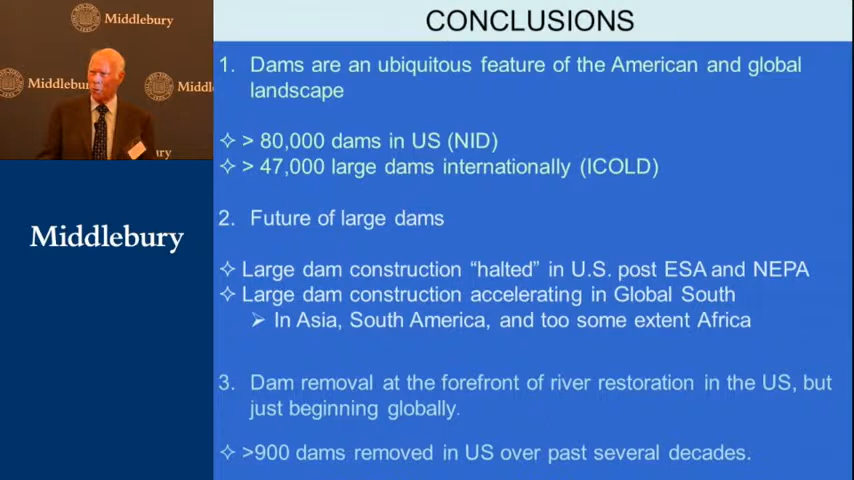 Middlebury
Middlebury
Middl
ry
Middlebury
CONCLUSIONS
1. Dams are an ubiquitous feature of the American and global
landscape
✧ > 80,000 dams in US (NID)
✧ > 47,000 large dams internationally (ICOLD)
2. Future of large dams
✧ Large dam construction “halted” in U.S. post ESA and NEPA
✧ Large dam construction accelerating in Global South
➢ In Asia, South America, and too some extent Africa
3. Dam removal at the forefront of river restoration in the US, but
just beginning globally.
✧ >900 dams removed in US over past several decades.